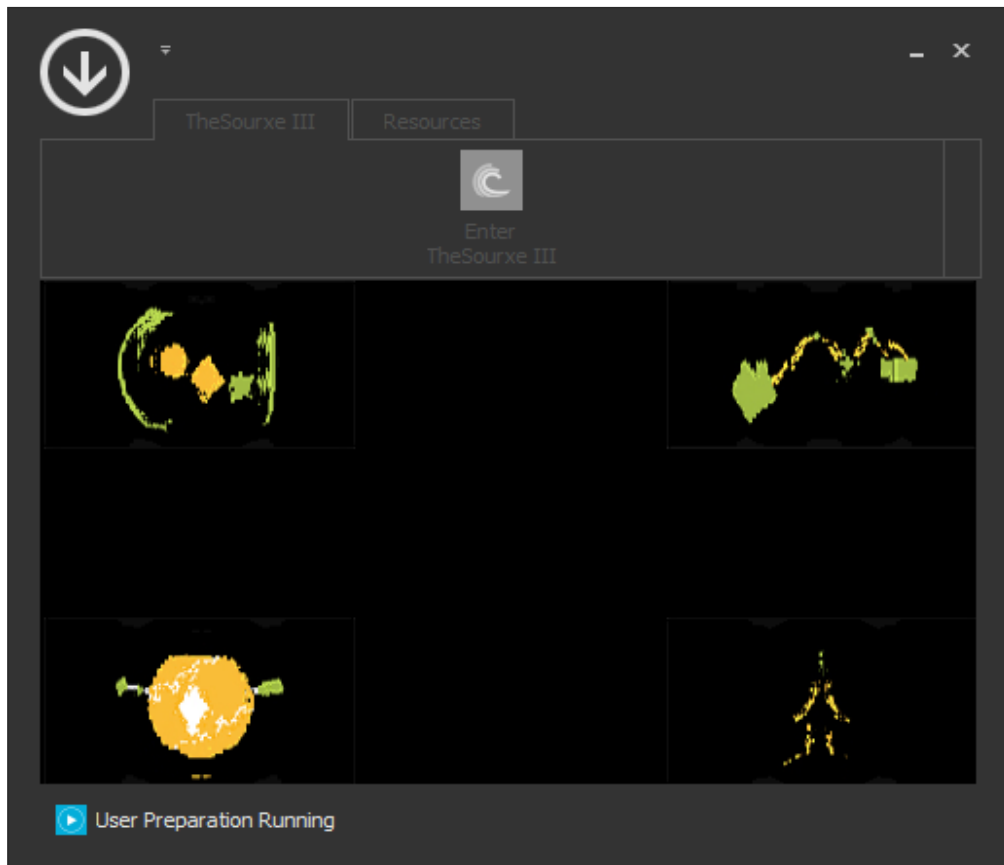 TheSourxe III
Resources
Enter
TheSourxe III
User Preparation Running